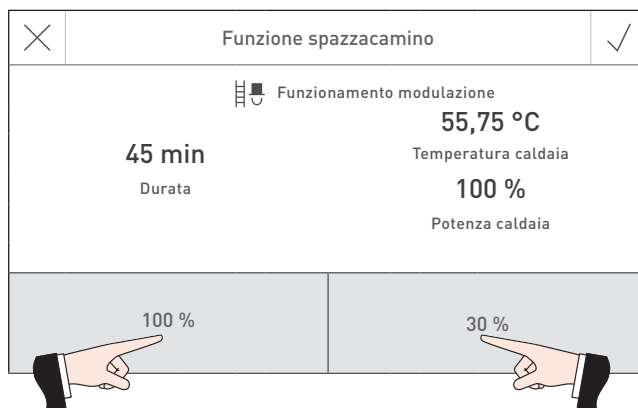 Funzione spazzacamino
Funzionamento modulazione
45 min
Durata
55,75 °C
Temperatura caldaia
100 %
Potenza caldaia
100 %
30 %